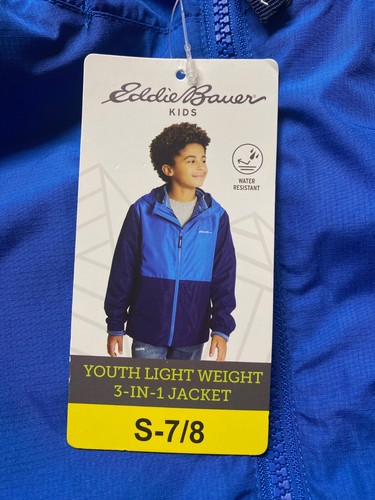 Eddie Bauer
KIDS
WATER
RESISTANT
YOUTH LIGHT WEIGHT
3-IN-1 JACKET
S-7/8